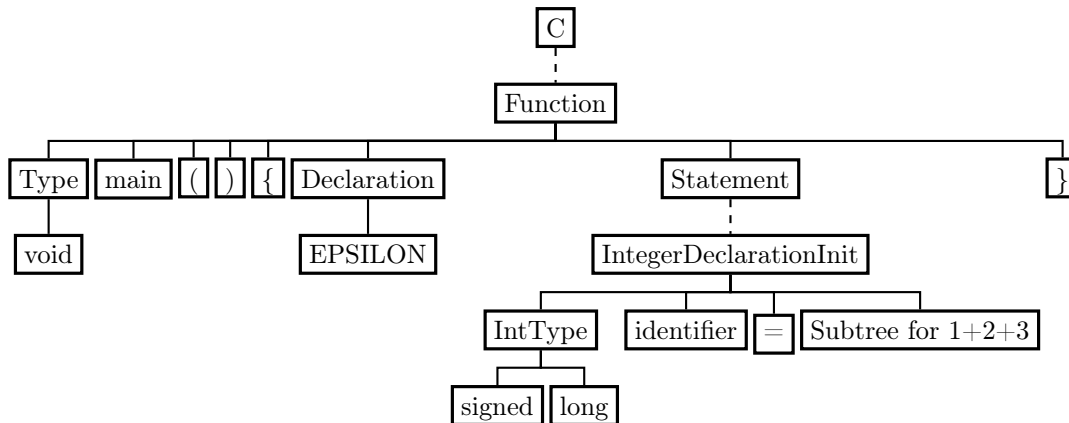 C
Function
Type main ( ) { Declaration Statement }
void EPSILON IntegerDeclarationInit
IntType identifier = Subtree for 1+2+3
signed long